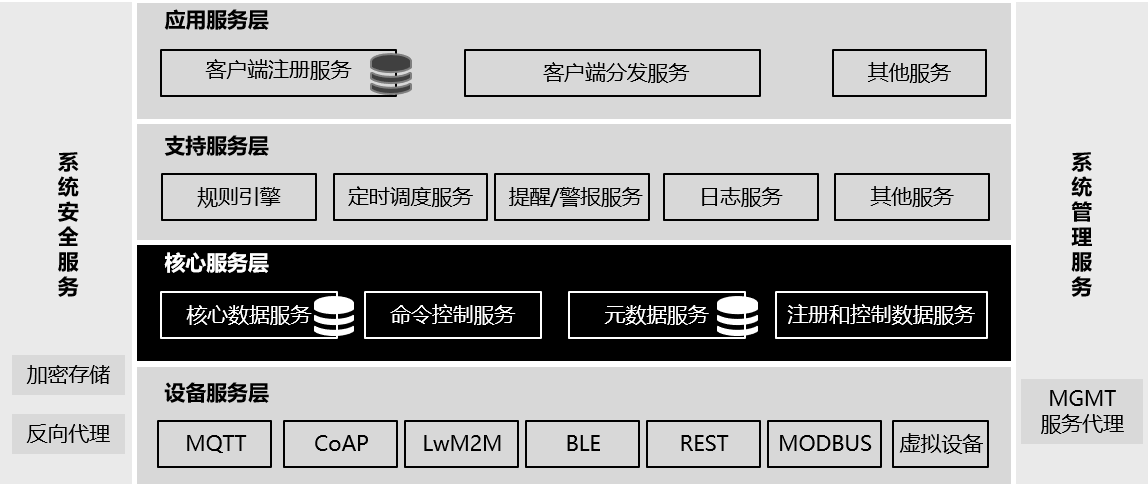 应用服务层
客户端注册服务
客户端分发服务
其他服务
支持服务层
规则引擎
定时调度服务
提醒/警报服务
日志服务
其他服务
核心服务层
核心数据服务
命令控制服务
元数据服务
注册和控制数据服务
设备服务层
MQTT
CoAP
LwM2M
BLE
REST
MODBUS
虚拟设备
系统安全服务
加密存储
反向代理
系统管理服务
MGMT
服务代理